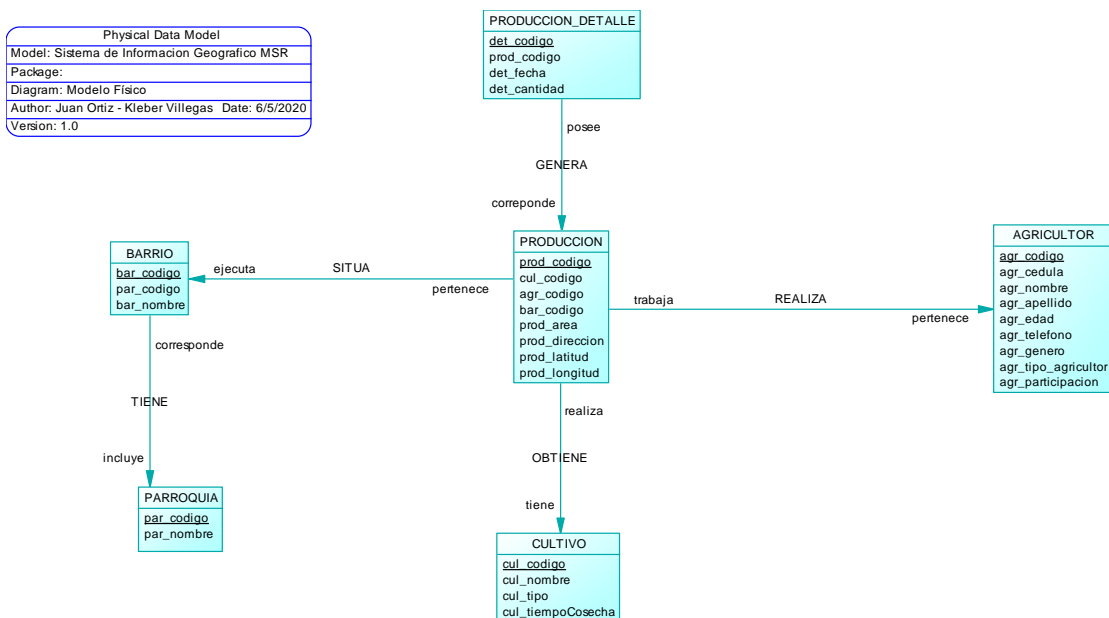 Physical Data Model
Model: Sistema de Informacion Geografico MSR
Package:
Diagram: Modelo Físico
Author: Juan Ortiz - Kleber Villegas Date: 6/5/2020
Version: 1.0
PRODUCCION_DETALLE
det_codigo
prod_codigo
det_fecha
det_cantidad
posee
GENERA
correponde
BARRIO
bar_codigo
par_codigo
bar_nombre
ejecuta
SITUA
pertenece
PRODUCCION
prod_codigo
cul_codigo
agr_codigo
bar_codigo
prod_area
prod_direccion
prod_latitud
prod_longitud
trabaja
REALIZA
pertenece
AGRICULTOR
agr_codigo
agr_cedula
agr_nombre
agr_apellido
agr_edad
agr_telefono
agr_genero
agr_tipo_agricultor
agr_participacion
corresponde
TIENE
incluye
PARROQUIA
par_codigo
par_nombre
realiza
OBTIENE
tiene
CULTIVO
cul_codigo
cul_nombre
cul_tipo
cul_tiempoCosecha